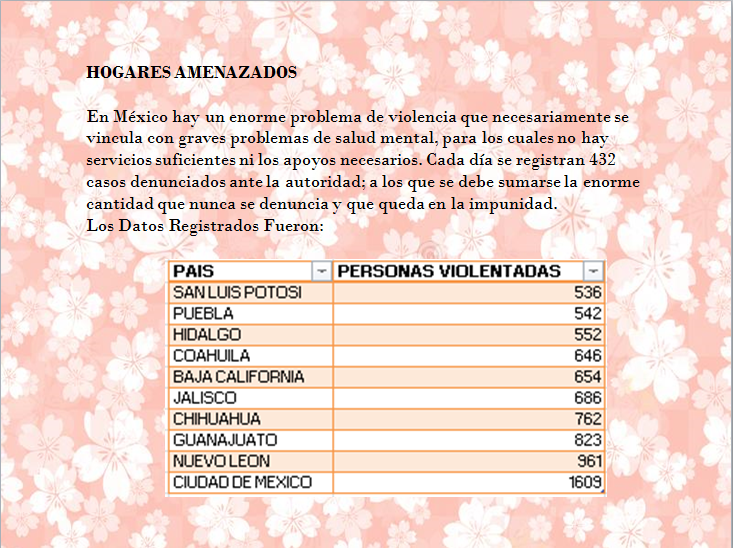 HOGARES AMENAZADOS
En México hay un enorme problema de violencia que necesariamente se
vincula con graves problemas de salud mental, para los cuales no hay
servicios suficientes ni los apoyos necesarios. Cada día se registran 432
casos denunciados ante la autoridad; a los que se debe sumarse la enorme
cantidad que nunca se denuncia y que queda en la impunidad.
Los Datos Registrados Fueron:
PAIS PERSONAS VIOLENTADAS
SAN LUIS POTOSI 536
PUEBLA 542
HIDALGO 552
COAHUILA 646
BAJA CALIFORNIA 654
JALISCO 686
CHIHUAHUA 762
GUANAJUATO 823
NUEVO LEON 961
CIUDAD DE MEXICO 1609